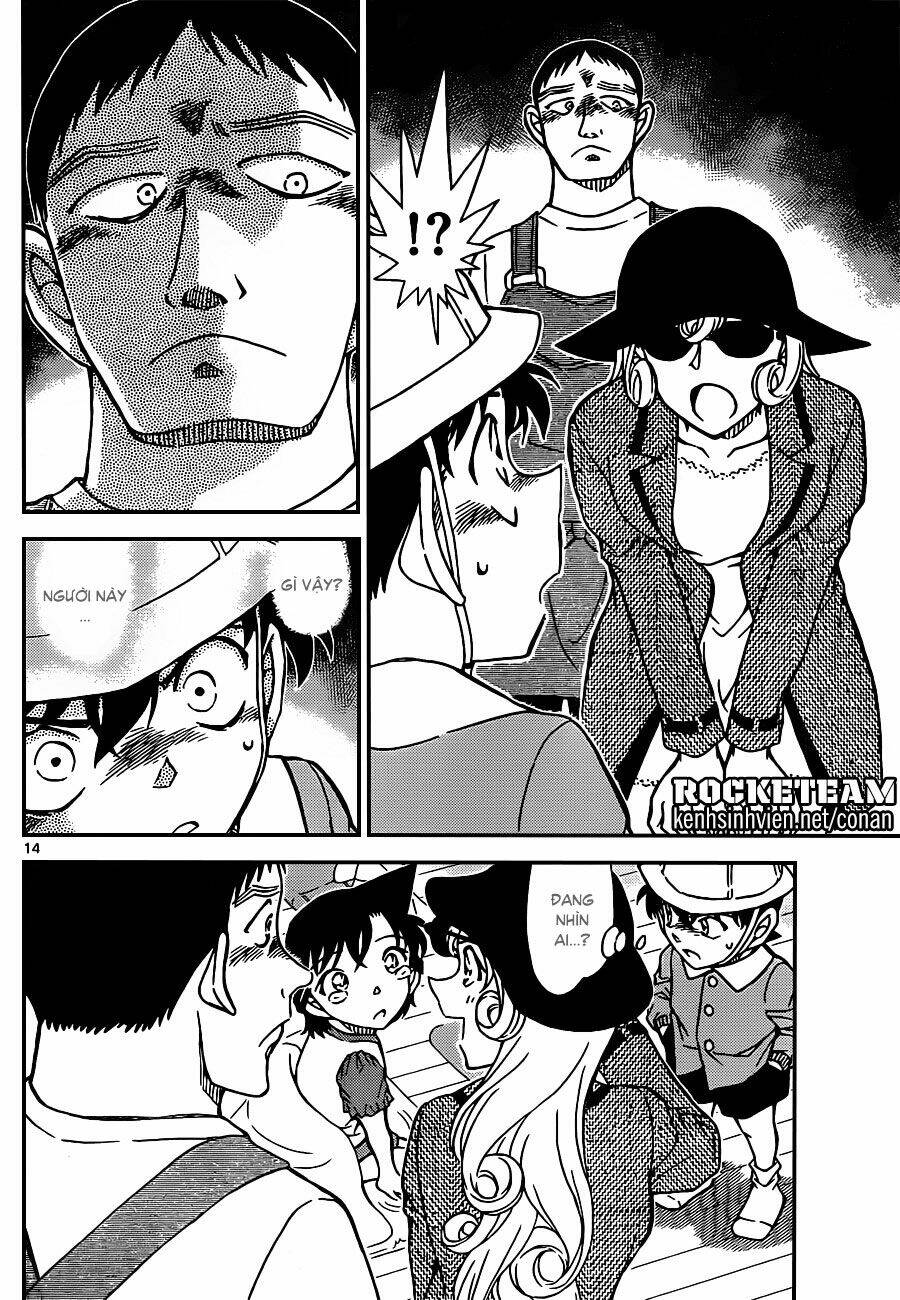 !?
NGƯỜI NÀY
...
GÌ VẬY?
ROCKETEAM
kenhsinhvien.net/conan
14
ĐANG
NHÌN
AI...?